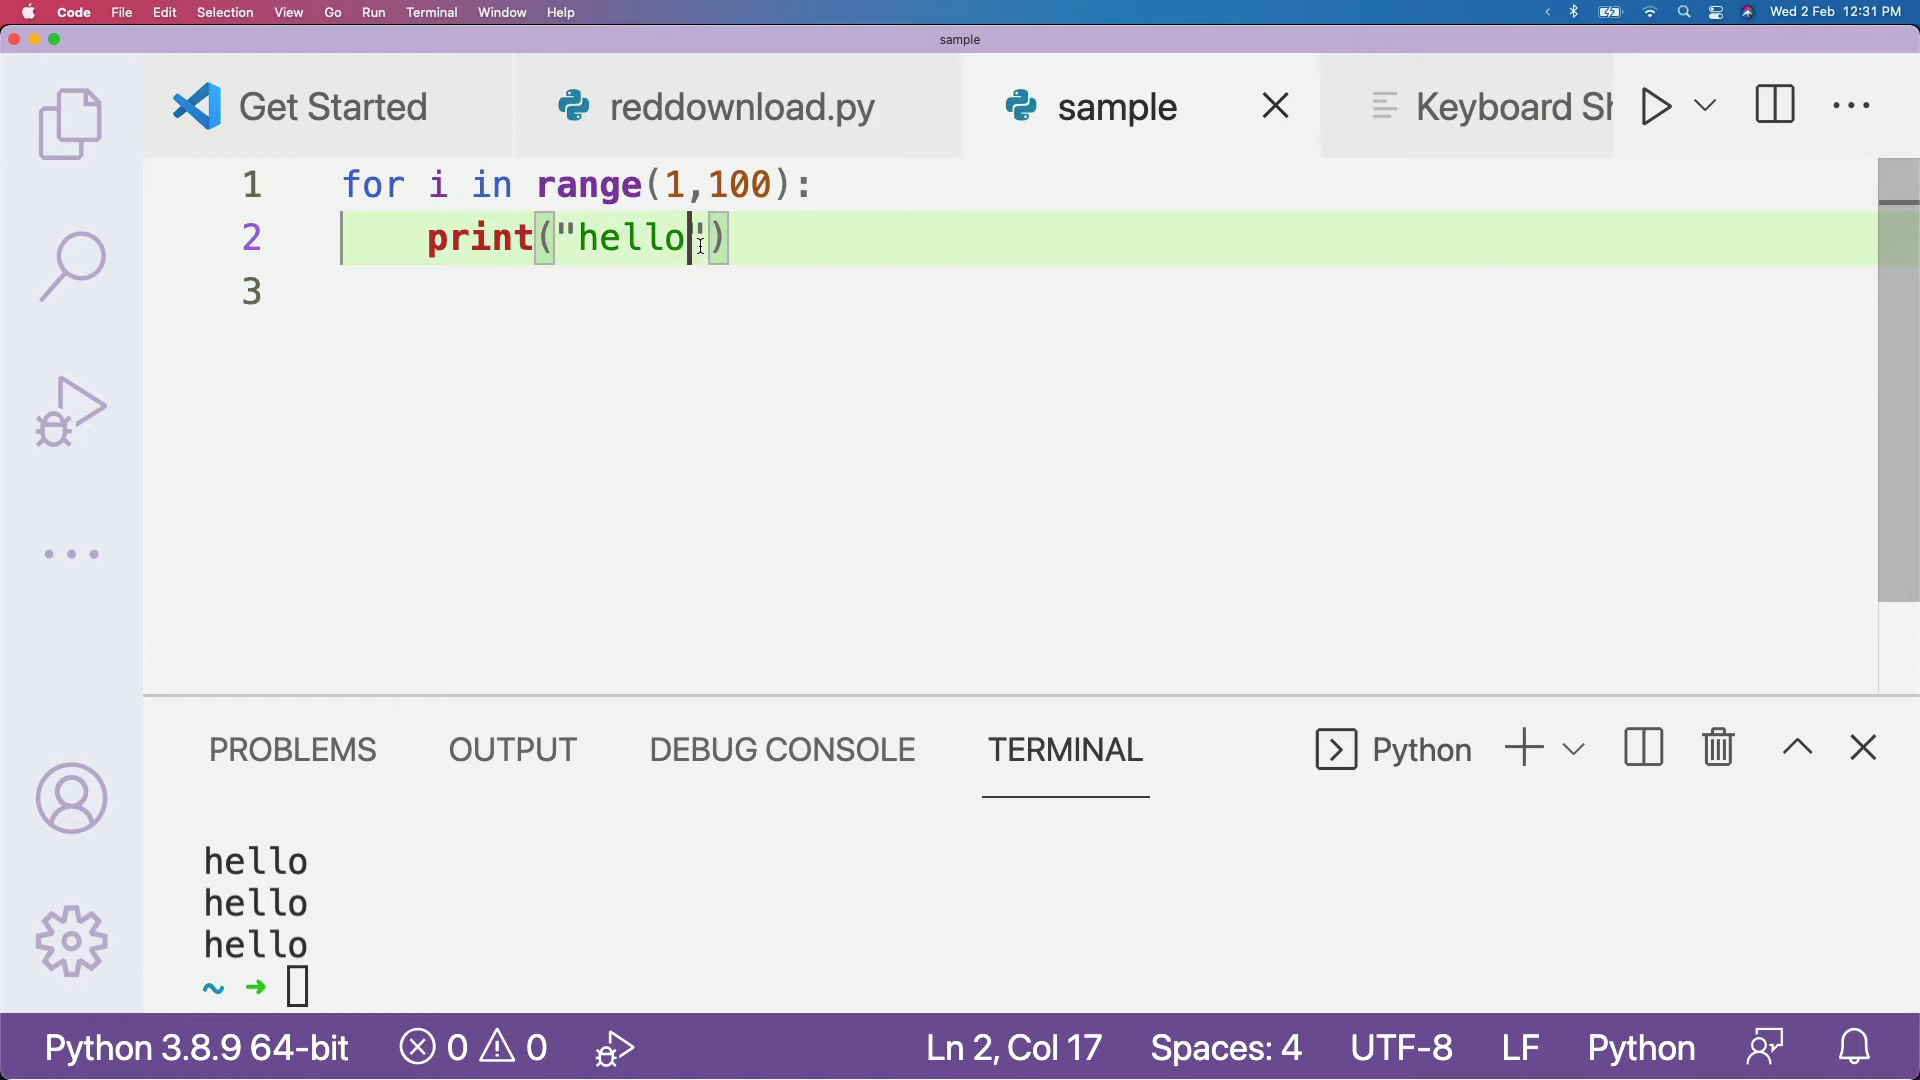 Code File Edit Selection View Go Run Terminal Window Help Wed 2 Feb 12:31 PM
sample
Get Started reddownload.py sample Keyboard Sh
1 for i in range(1,100):
2 print("hello")
3
PROBLEMS OUTPUT DEBUG CONSOLE TERMINAL Python
hello
hello
hello
~ ➜
Python 3.8.9 64-bit 0 0 Ln 2, Col 17 Spaces: 4 UTF-8 LF Python